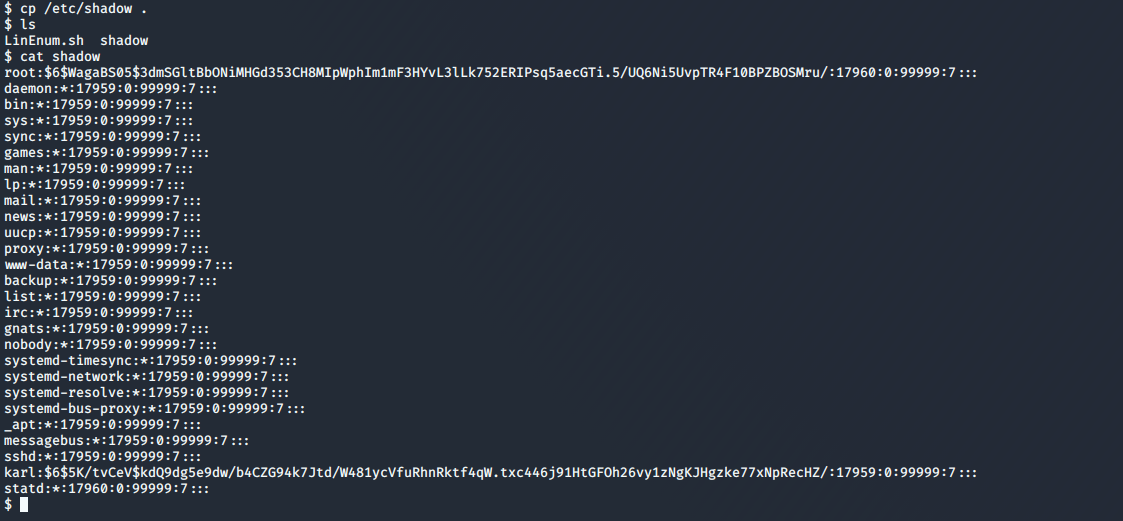 $ cp /etc/shadow .
$ ls
LinEnum.sh  shadow
$ cat shadow
root:$6$WagaBS05$3dmSGltBbONiMHGd353CH8MIpWphIm1mF3HYvL3lLk752ERIPsq5aecGTi.5/UQ6Ni5UvpTR4F10BPZBOSMru/:17960:0:99999:7:::
daemon:*:17959:0:99999:7:::
bin:*:17959:0:99999:7:::
sys:*:17959:0:99999:7:::
sync:*:17959:0:99999:7:::
games:*:17959:0:99999:7:::
man:*:17959:0:99999:7:::
lp:*:17959:0:99999:7:::
mail:*:17959:0:99999:7:::
news:*:17959:0:99999:7:::
uucp:*:17959:0:99999:7:::
proxy:*:17959:0:99999:7:::
www-data:*:17959:0:99999:7:::
backup:*:17959:0:99999:7:::
list:*:17959:0:99999:7:::
irc:*:17959:0:99999:7:::
gnats:*:17959:0:99999:7:::
nobody:*:17959:0:99999:7:::
systemd-timesync:*:17959:0:99999:7:::
systemd-network:*:17959:0:99999:7:::
systemd-resolve:*:17959:0:99999:7:::
systemd-bus-proxy:*:17959:0:99999:7:::
_apt:*:17959:0:99999:7:::
messagebus:*:17959:0:99999:7:::
sshd:*:17959:0:99999:7:::
karl:$6$5K/tvCeV$kdQ9dg5e9dw/b4CZG94k7Jtd/W481ycVfuRhnRktf4qW.txc446j91HtGFOh26vy1zNgKJHgzke77xNpRecHZ/:17959:0:99999:7:::
statd:*:17960:0:99999:7:::
$